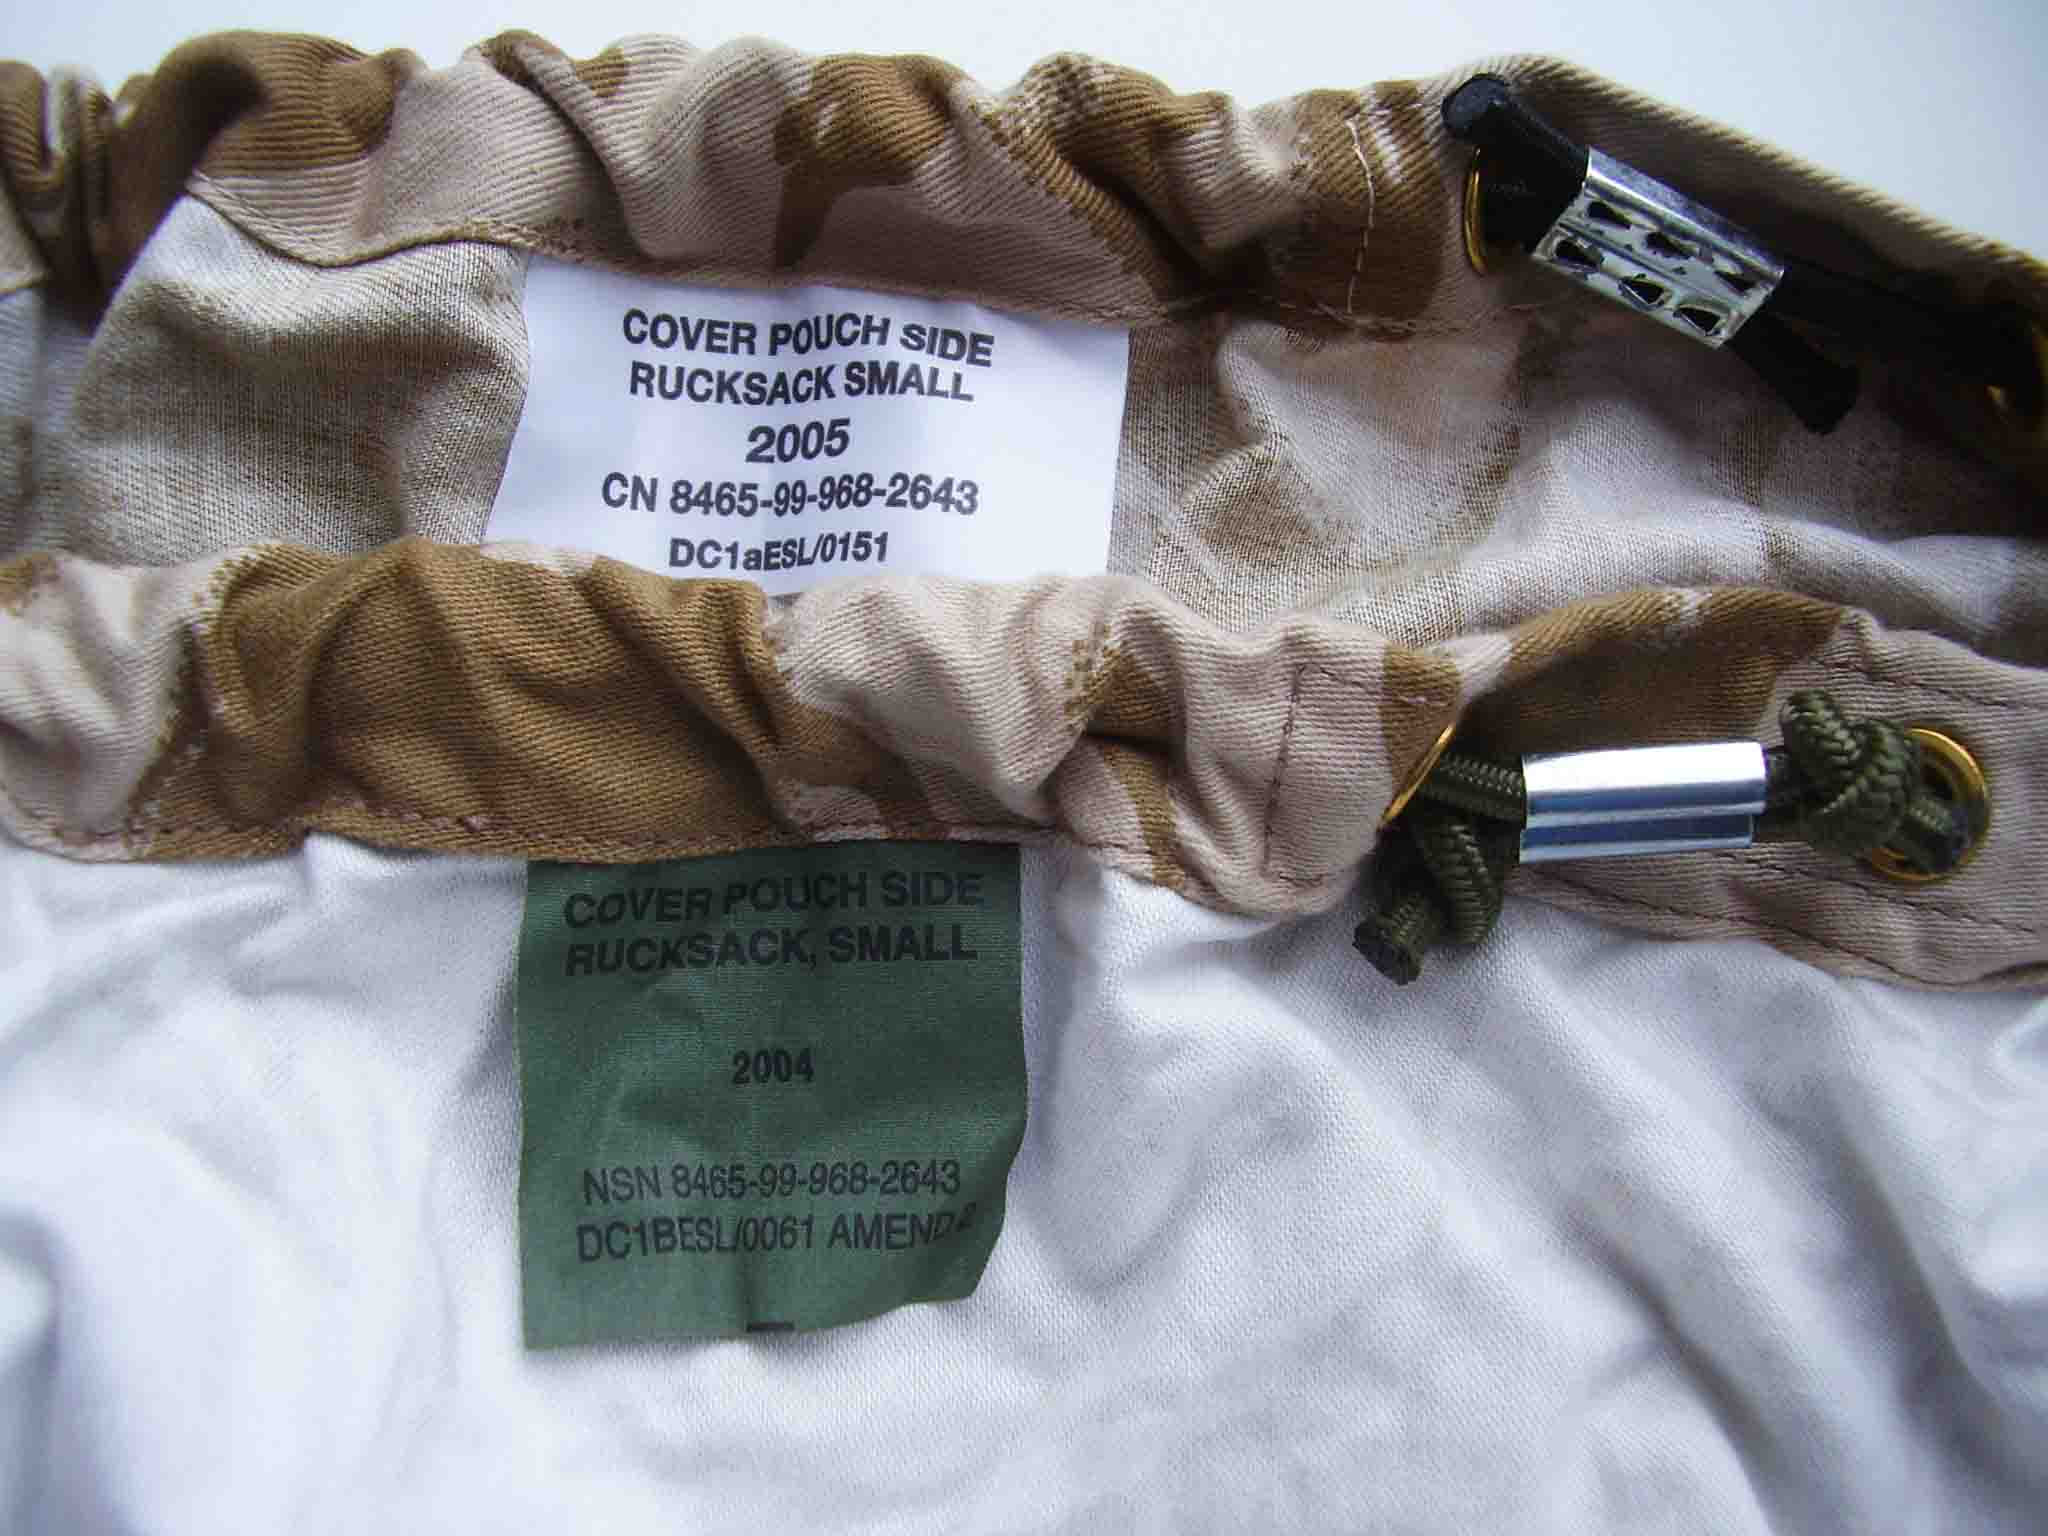 COVER POUCH SIDE
RUCKSACK SMALL
2005
CN 8465-99-968-2643
DC1aESL/0151
COVER POUCH SIDE
RUCKSACK, SMALL
2004
NSN 8465-99-968-2643
DC1BESL/0061 AMEND 2